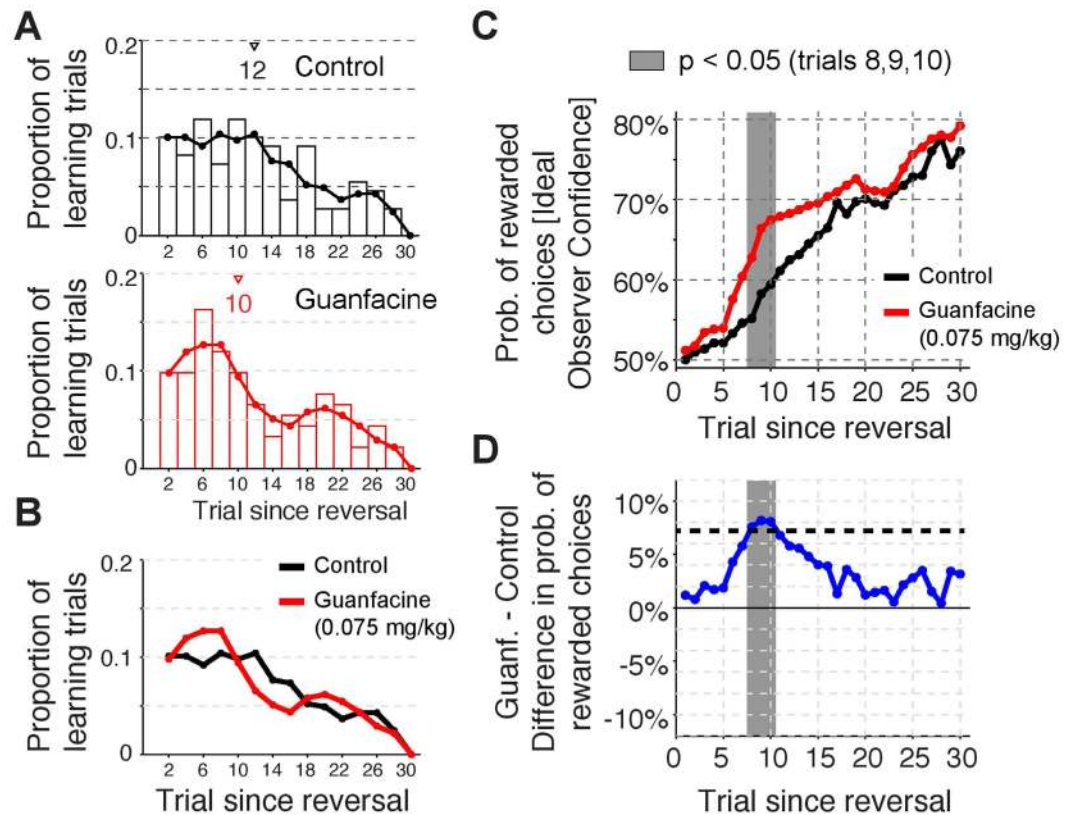 A
Proportion of
learning trials
0.2
0.1
0
12
Control
2 6 10 14 18 22 26 30
Proportion of
learning trials
0.2
0.1
0
10
Guanfacine
2 6 10 14 18 22 26 30
Trial since reversal
B
Proportion of
learning trials
0.2
0.1
0
Control
Guanfacine
(0.075 mg/kg)
2 6 10 14 18 22 26 30
Trial since reversal
C
p < 0.05 (trials 8,9,10)
Prob. of rewarded
choices [Ideal
Observer Confidence]
80%
70%
60%
50%
Control
Guanfacine
(0.075 mg/kg)
0 5 10 15 20 25 30
Trial since reversal
D
Guanf. - Control
Difference in prob. of
rewarded choices
10%
5%
0%
-5%
-10%
0 5 10 15 20 25 30
Trial since reversal